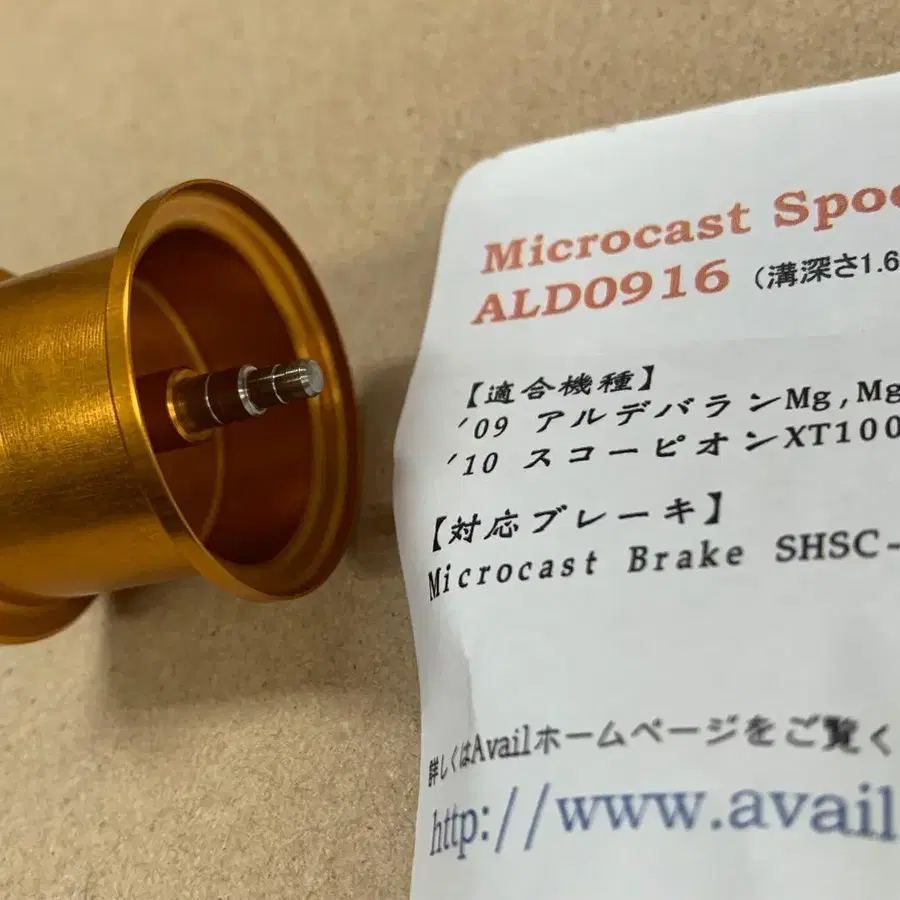 Microcast Spoo
ALD0916 (溝深さ1.6
【適合機種】
'09 アルデバランMg,Mg
'10 スコーピオンXT100
【対応ブレーキ】
Microcast Brake SHSC-
詳しくはAvailホームページをご覧く
http://www.avail